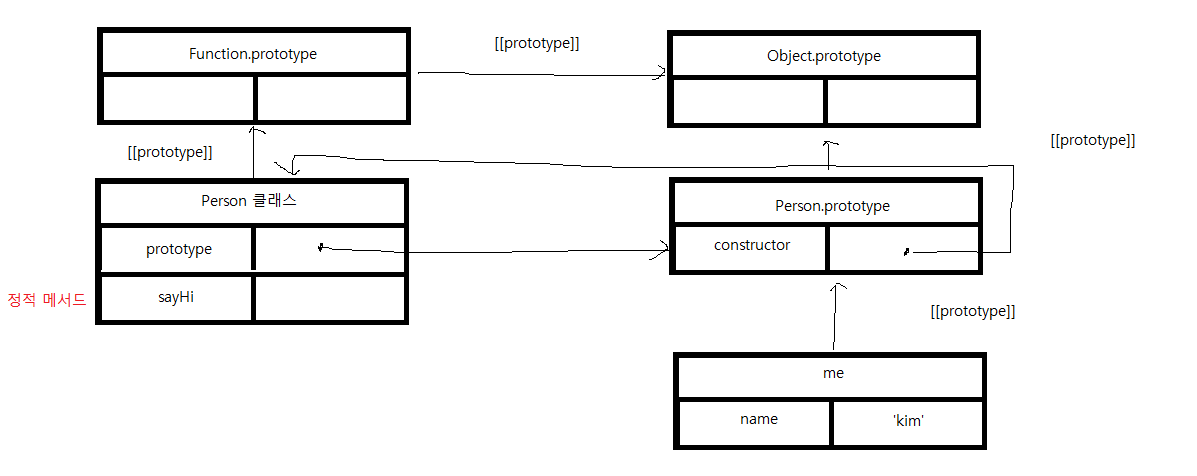 Function.prototype
[[prototype]]
Object.prototype
[[prototype]]
[[prototype]]
Person 클래스
Person.prototype
prototype
constructor
정적 메서드
sayHi
[[prototype]]
me
name
'kim'